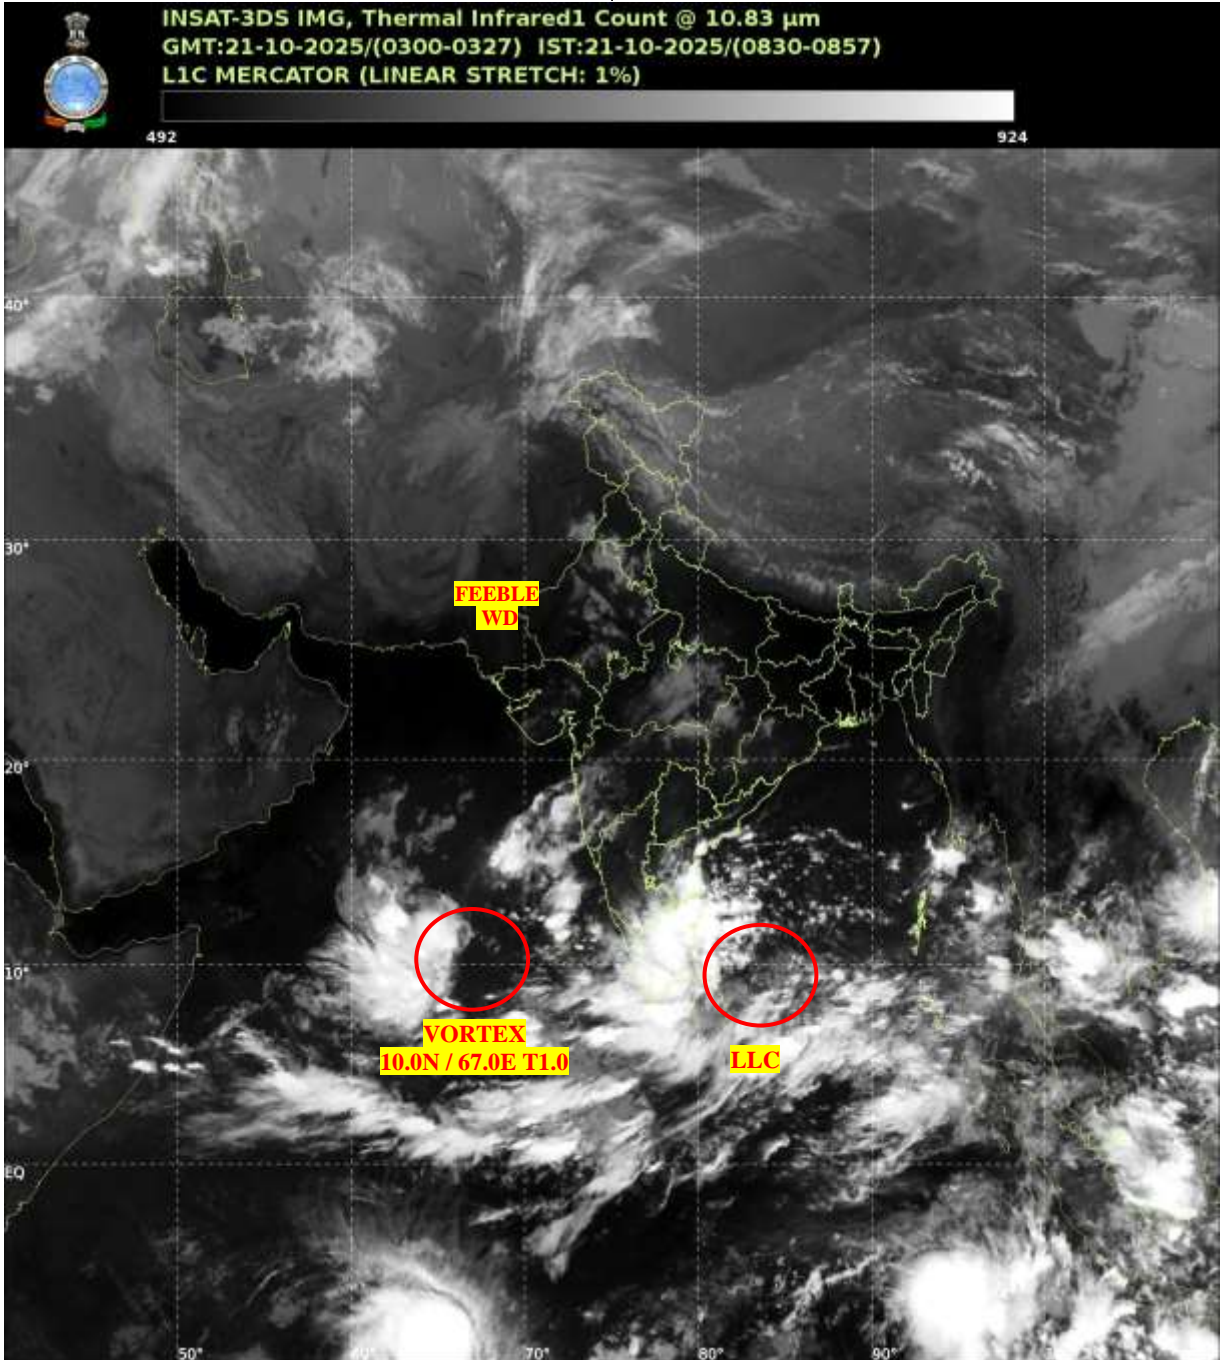 INSAT-3DS IMG, Thermal Infrared1 Count @ 10.83 μm
GMT:21-10-2025/(0300-0327) IST:21-10-2025/(0830-0857)
L1C MERCATOR (LINEAR STRETCH: 1%)
492 924
40°
30°
FEEBLE
WD
20°
10°
VORTEX
10.0N / 67.0E T1.0
LLC
EQ
50° 60° 70° 80° 90°